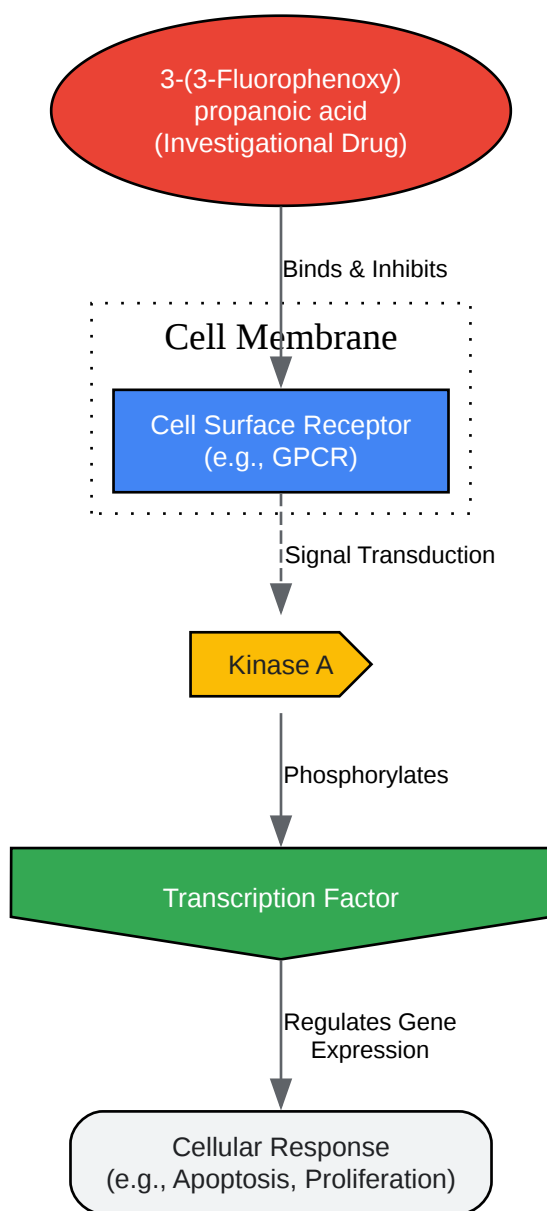 3-(3-Fluorophenoxy)
propanoic acid
(Investigational Drug)
Binds & Inhibits
Cell Membrane
Cell Surface Receptor
(e.g., GPCR)
Signal Transduction
Kinase A
Phosphorylates
Transcription Factor
Regulates Gene
Expression
Cellular Response
(e.g., Apoptosis, Proliferation)